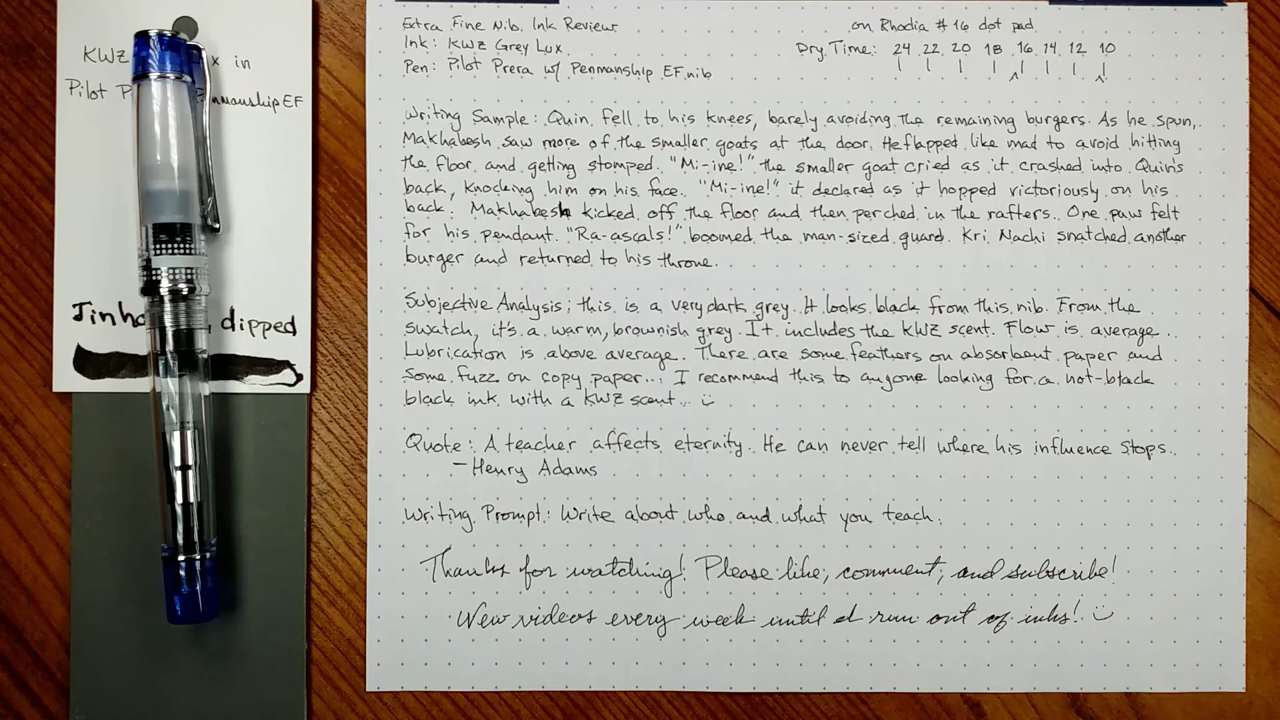 KWZ x in
Pilot P Penmanship EF
Jinh , dipped
Extra Fine Nib Ink Review
on Rhodia #16 dot pad
Ink: KWZ Grey Lux
Dry Time: 24 22 20 18 16 14 12 10
Pen: Pilot Prera w/ Penmanship EF nib
Writing Sample: Quin fell to his knees, barely avoiding the remaining burgers. As he spun,
Makhabesh saw more of the smaller goats at the door. He flapped like mad to avoid hitting
the floor and getting stomped. "Mi-ine!" the smaller goat cried as it crashed into Quin's
back, knocking him on his face. "Mi-ine!" it declared as it hopped victoriously on his
back. Makhabesh kicked off the floor and then perched in the rafters. One paw felt
for his pendant. "Ra-ascals!" boomed the man-sized guard. Kri Nachi snatched another
burger and returned to his throne.
Subjective Analysis: this is a very dark grey. It looks black from this nib. From the
swatch, it's a warm, brownish grey. It includes the KWZ scent. Flow is average.
Lubrication is above average. There are some feathers on absorbent paper and
some fuzz on copy paper... I recommend this to anyone looking for a not-black
black ink with a KWZ scent... :)
Quote: A teacher affects eternity. He can never tell where his influence stops.
- Henry Adams
Writing Prompt: Write about who and what you teach.
Thanks for watching! Please like, comment, and subscribe!
New videos every week until I run out of inks! :)